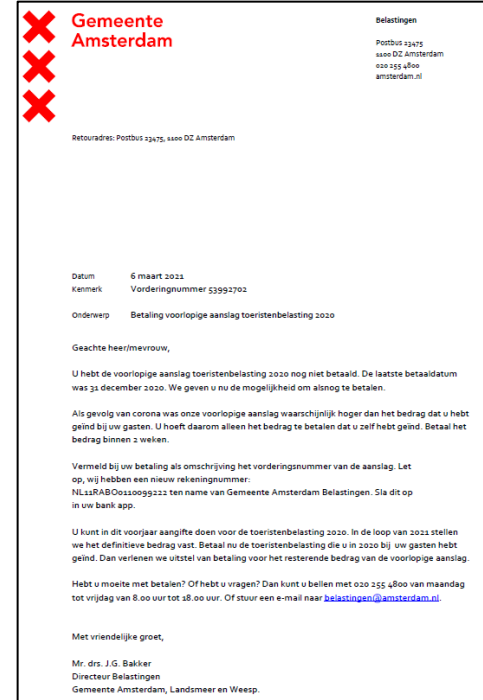 Gemeente
Amsterdam
Belastingen
Postbus 23475
1100 DZ Amsterdam
020 255 4800
amsterdam.nl
Retouradres: Postbus 23475, 1100 DZ Amsterdam
Datum 6 maart 2021
Kenmerk Vorderingnummer 53992702
Onderwerp Betaling voorlopige aanslag toeristenbelasting 2020
Geachte heer/mevrouw,
U hebt de voorlopige aanslag toeristenbelasting 2020 nog niet betaald. De laatste betaaldatum
was 31 december 2020. We geven u nu de mogelijkheid om alsnog te betalen.
Als gevolg van corona was onze voorlopige aanslag waarschijnlijk hoger dan het bedrag dat u hebt
geïnd bij uw gasten. U hoeft daarom alleen het bedrag te betalen dat u zelf hebt geïnd. Betaal het
bedrag binnen 2 weken.
Vermeld bij uw betaling als omschrijving het vorderingsnummer van de aanslag. Let
op, wij hebben een nieuw rekeningnummer:
NL11RABO0110099222 ten name van Gemeente Amsterdam Belastingen. Sla dit op
in uw bank app.
U kunt in dit voorjaar aangifte doen voor de toeristenbelasting 2020. In de loop van 2021 stellen
we het definitieve bedrag vast. Betaal nu de toeristenbelasting die u in 2020 bij uw gasten hebt
geïnd. Dan verlenen we uitstel van betaling voor het resterende bedrag van de voorlopige aanslag.
Hebt u moeite met betalen? Of hebt u vragen? Dan kunt u bellen met 020 255 4800 van maandag
tot vrijdag van 8.00 uur tot 18.00 uur. Of stuur een e-mail naar belastingen@amsterdam.nl.
Met vriendelijke groet,
Mr. drs. J.G. Bakker
Directeur Belastingen
Gemeente Amsterdam, Landsmeer en Weesp.